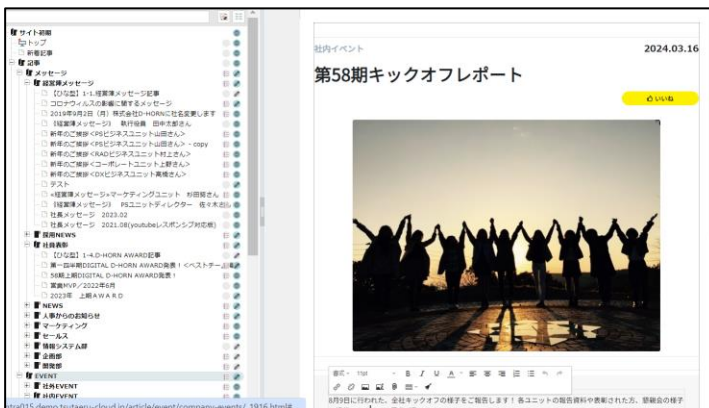 サイト初期
トップ
新着記事
記事
メッセージ
経営陣メッセージ
【ひな型】1-1.経営陣メッセージ記事
コロナウィルスの影響に関するメッセージ
2019年9月2日（月）株式会社D-HORNに社名変更します
《経営陣メッセージ》 執行役員 田中太郎さん
新年のご挨拶<PSビジネスユニット山田さん>
新年のご挨拶<PSビジネスユニット山田さん> - copy
新年のご挨拶<RADビジネスユニット村上さん>
新年のご挨拶<コーポレートユニット上野さん>
新年のご挨拶<DXビジネスユニット高橋さん>
テスト
<経営陣メッセージ>マーケティングユニット 杉田皆さん
《経営陣メッセージ》 PSユニットディレクター 佐々木
社長メッセージ 2023.02
社長メッセージ 2021.08(youtubeレスポンシブ対応板)
採用NEWS
社員表彰
【ひな型】1-4.D-HORN AWARD記事
第一四半期DIGITAL D-HORN AWARD発表！<ベストチーム
58期上期DIGITAL D-HORN AWARD発表！
営業MVP／2022年6月
2023年 上期ＡＷＡＲＤ
NEWS
人事からのお知らせ
マーケティング
セールス
情報システム部
企画部
開発部
EVENT
社外EVENT
社内EVENT
社内イベント
2024.03.16
第58期キックオフレポート
いいね
書式
11pt
B I U A
8月9日に行われた、全社キックオフの様子をご報告します！各ユニットの報告資料や表彰された方、懇親会の様子